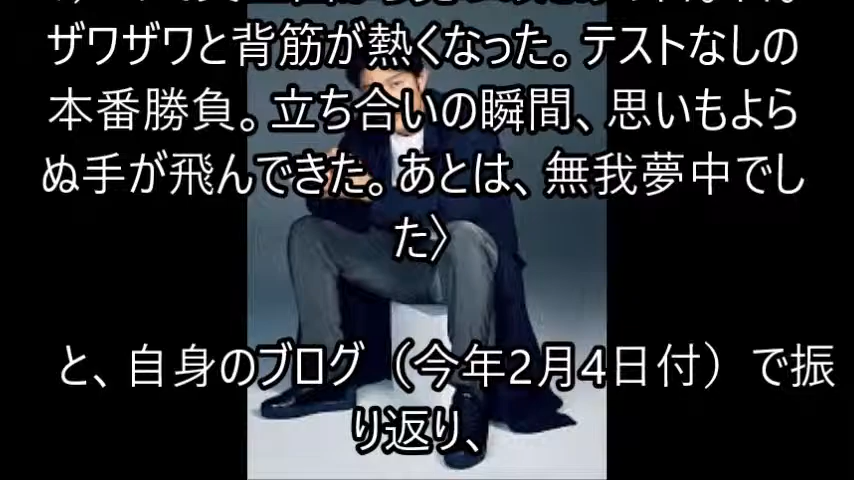 ザワザワと背筋が熱くなった。テストなしの
本番勝負。立ち合いの瞬間、思いもよら
ぬ手が飛んできた。あとは、無我夢中でし
た〉
と、自身のブログ（今年2月4日付）で振
り返り、